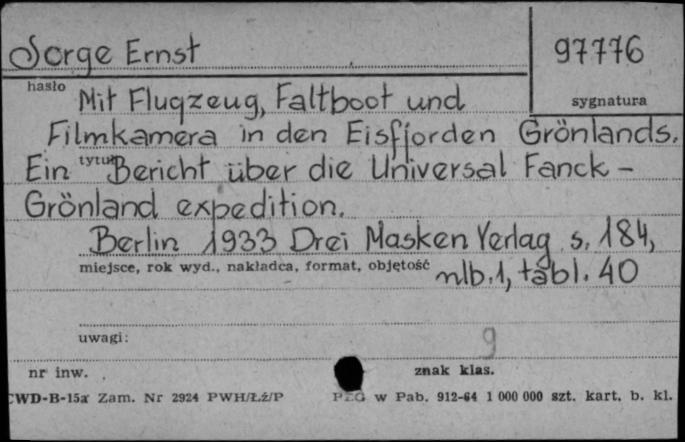 Sorge Ernst 97776
hasło
sygnatura
Mit Flugzeug, Faltboot und
Filmkamera in den Eisfjorden Grönlands.
Ein tytuł Bericht über die Universal Fanck-
Grönland expedition.
Berlin 1933 Drei Masken Verlag s. 184,
miejsce, rok wyd., nakładca, format, objętość
nlb. 1, tabl. 40
uwagi:
9
nr inw. znak klas.
CWD-B-15a Zam. Nr 2924 PWH/Łż/P w Pab. 912-64 1 000 000 szt. kart. b. kl.